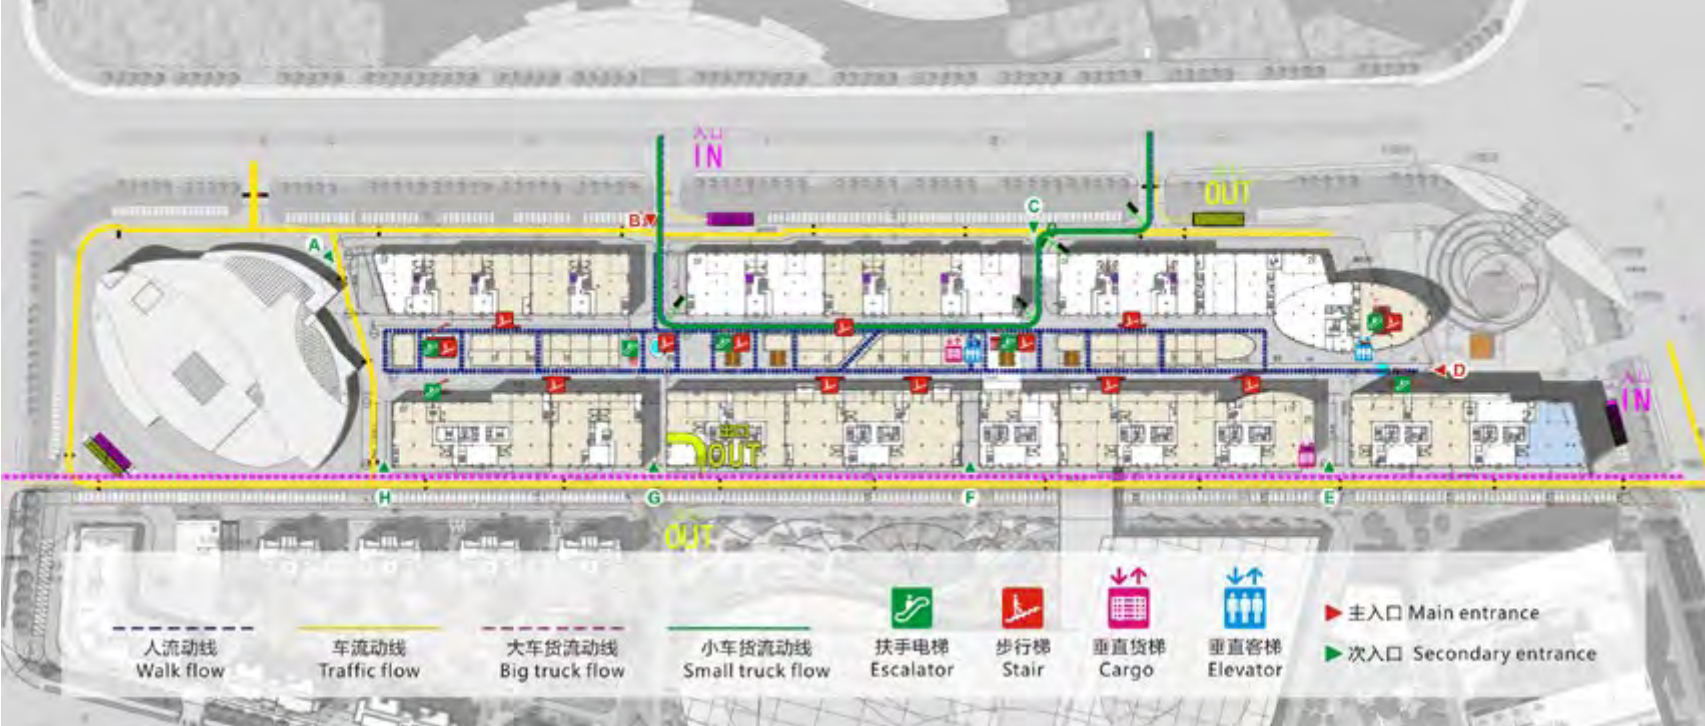 入口
IN
OUT
B
C
A
D
入口
IN
出口
OUT
H
G
F
E
OUT
人流动线
Walk flow
车流动线
Traffic flow
大车货流动线
Big truck flow
小车货流动线
Small truck flow
扶手电梯
Escalator
步行梯
Stair
垂直货梯
Cargo
垂直客梯
Elevator
主入口 Main entrance
次入口 Secondary entrance